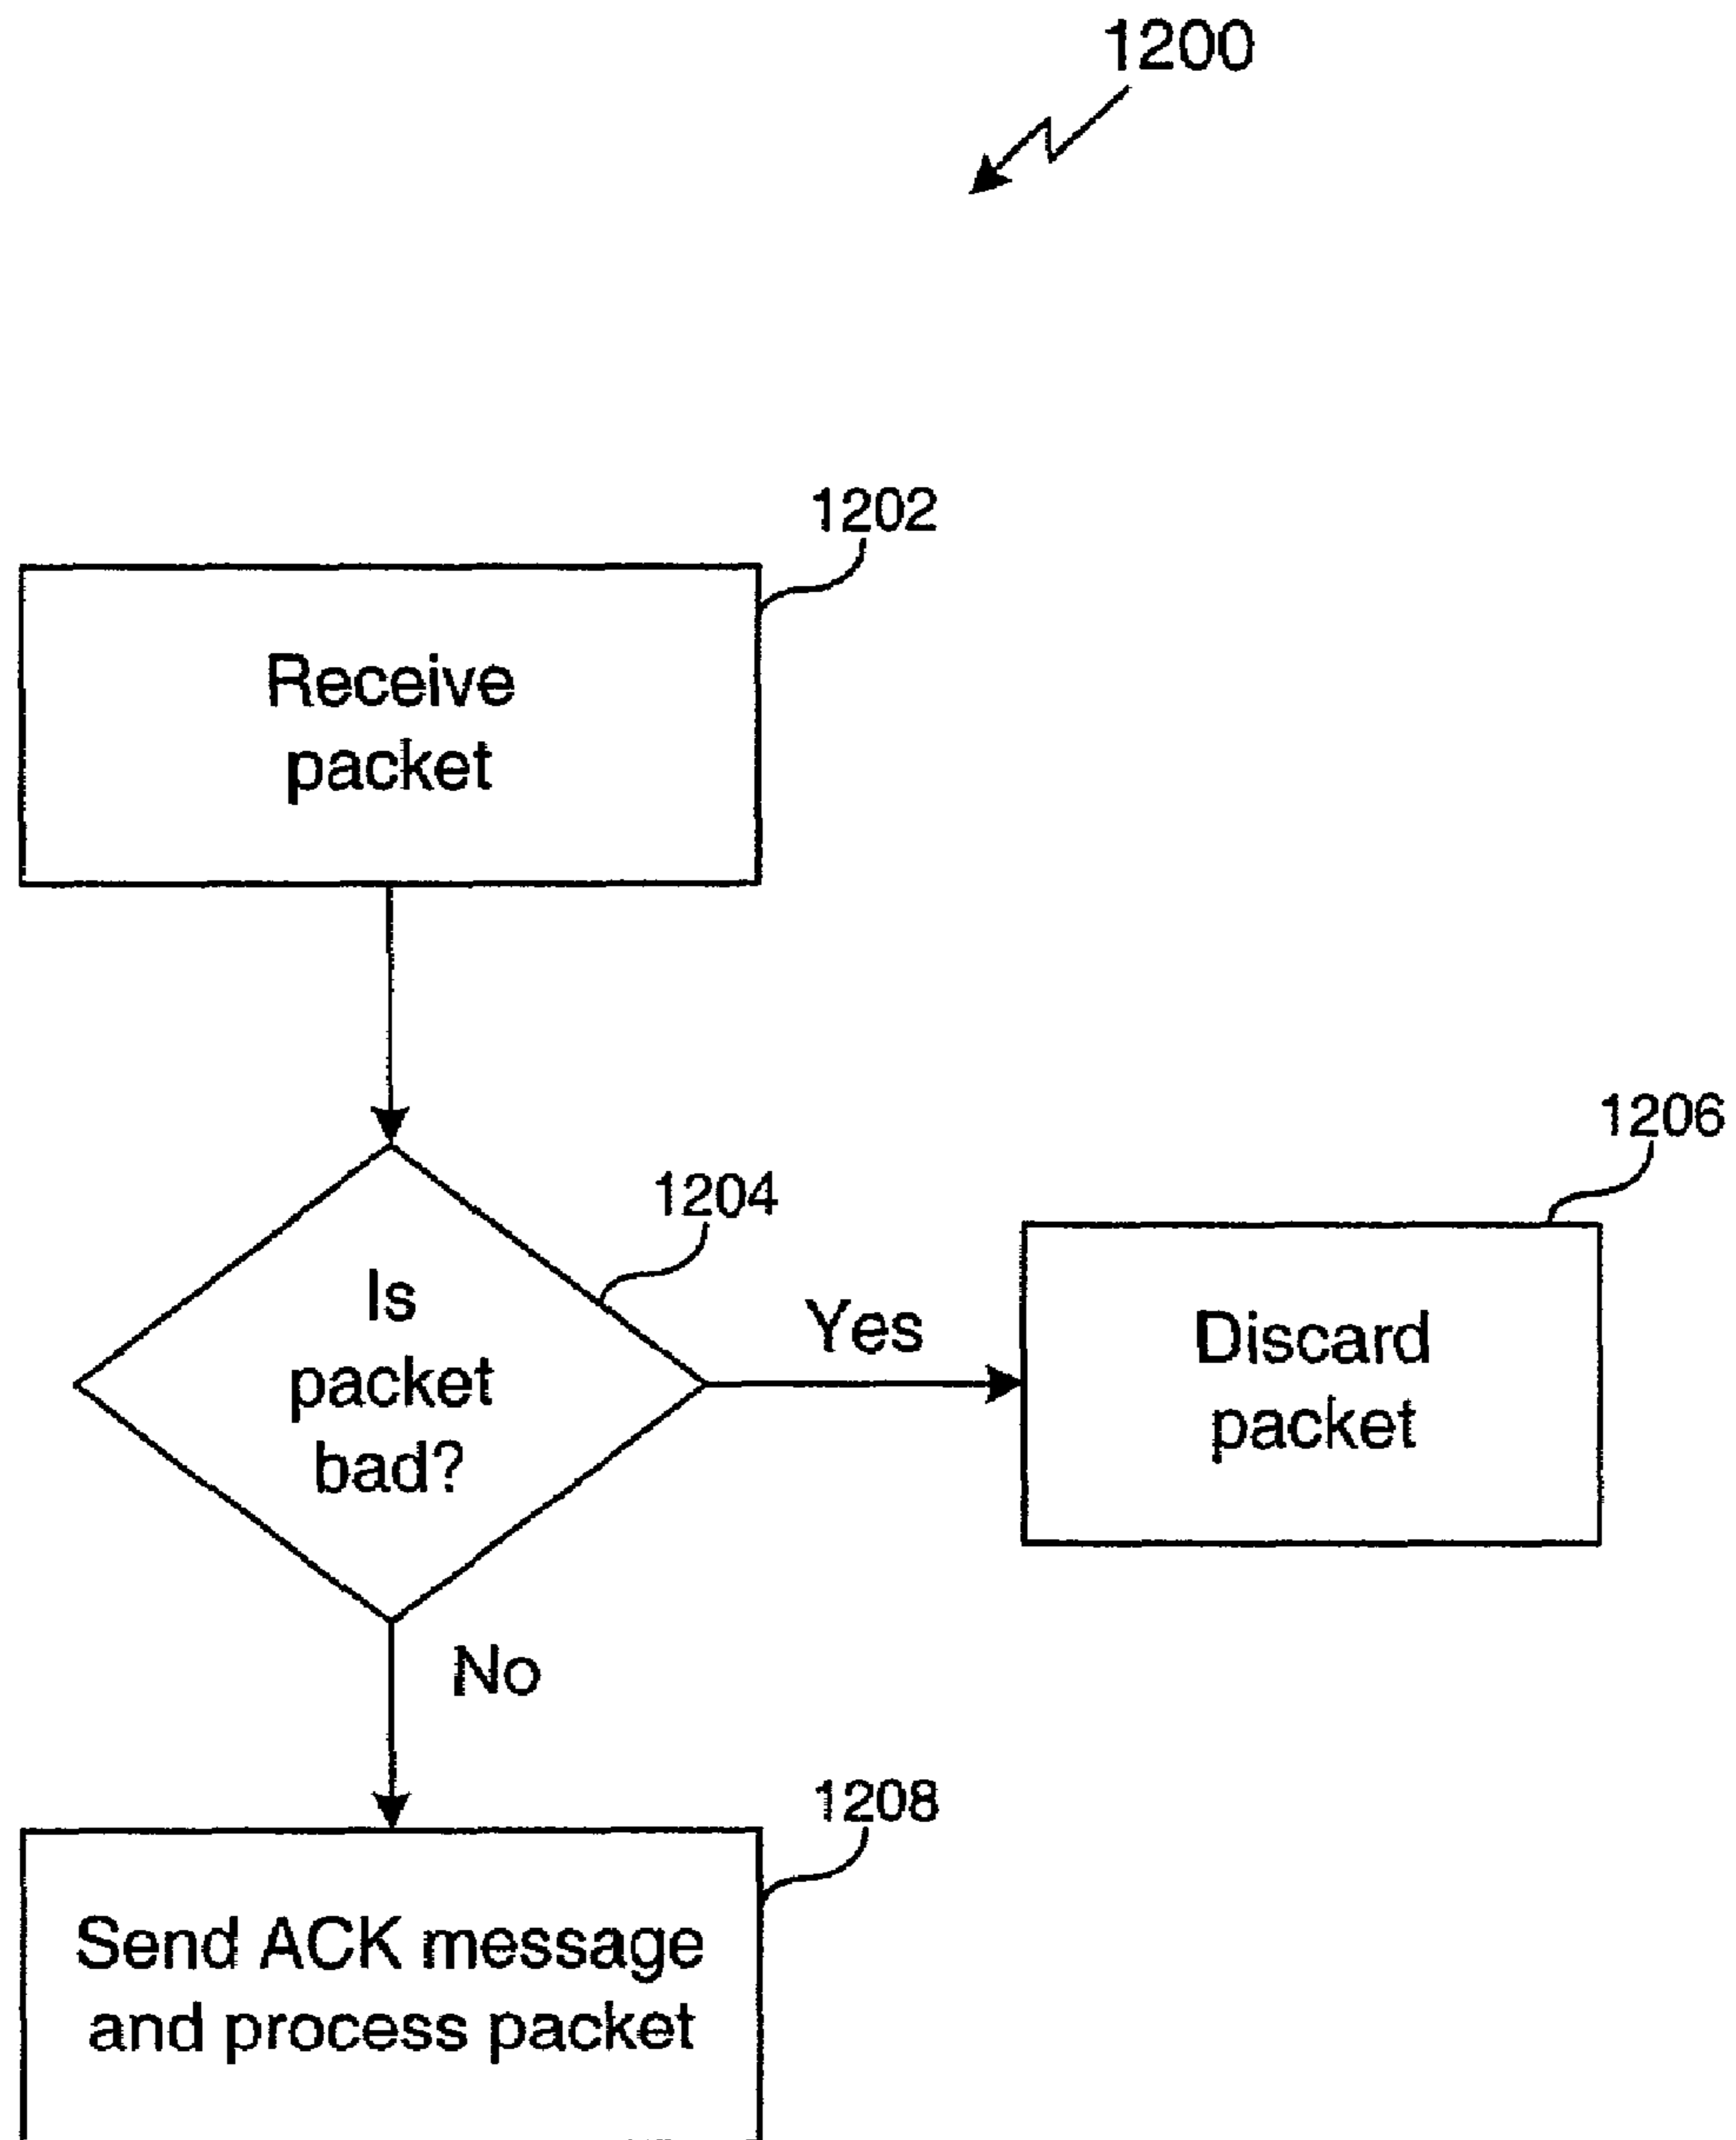 1200
1202
Receive
packet
1204
Is
packet
bad?
Yes
1206
Discard
packet
No
1208
Send ACK message
and process packet